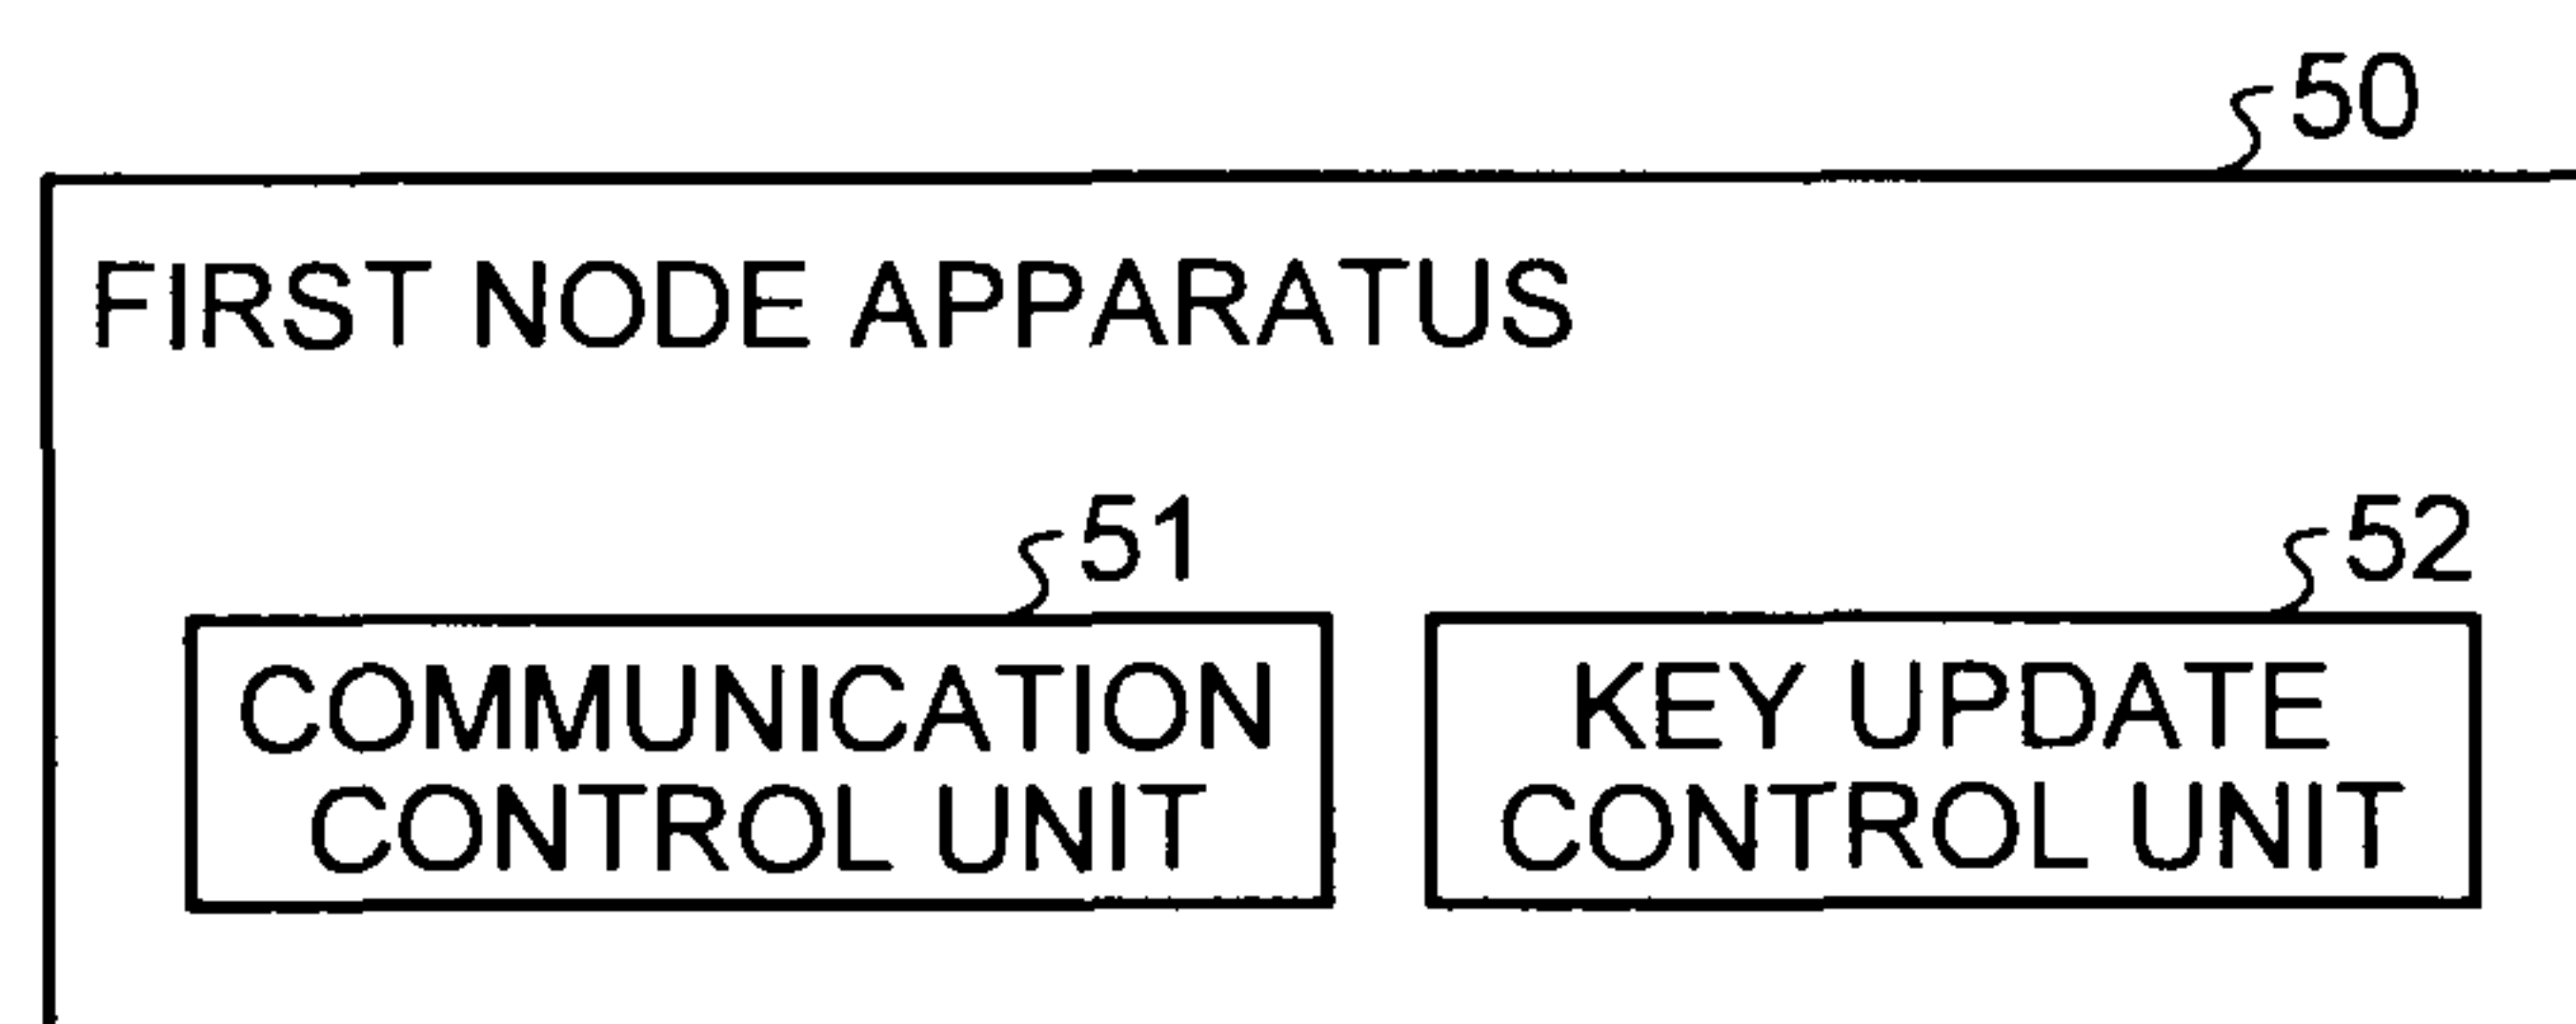 50
FIRST NODE APPARATUS
51
52
COMMUNICATION
CONTROL UNIT
KEY UPDATE
CONTROL UNIT